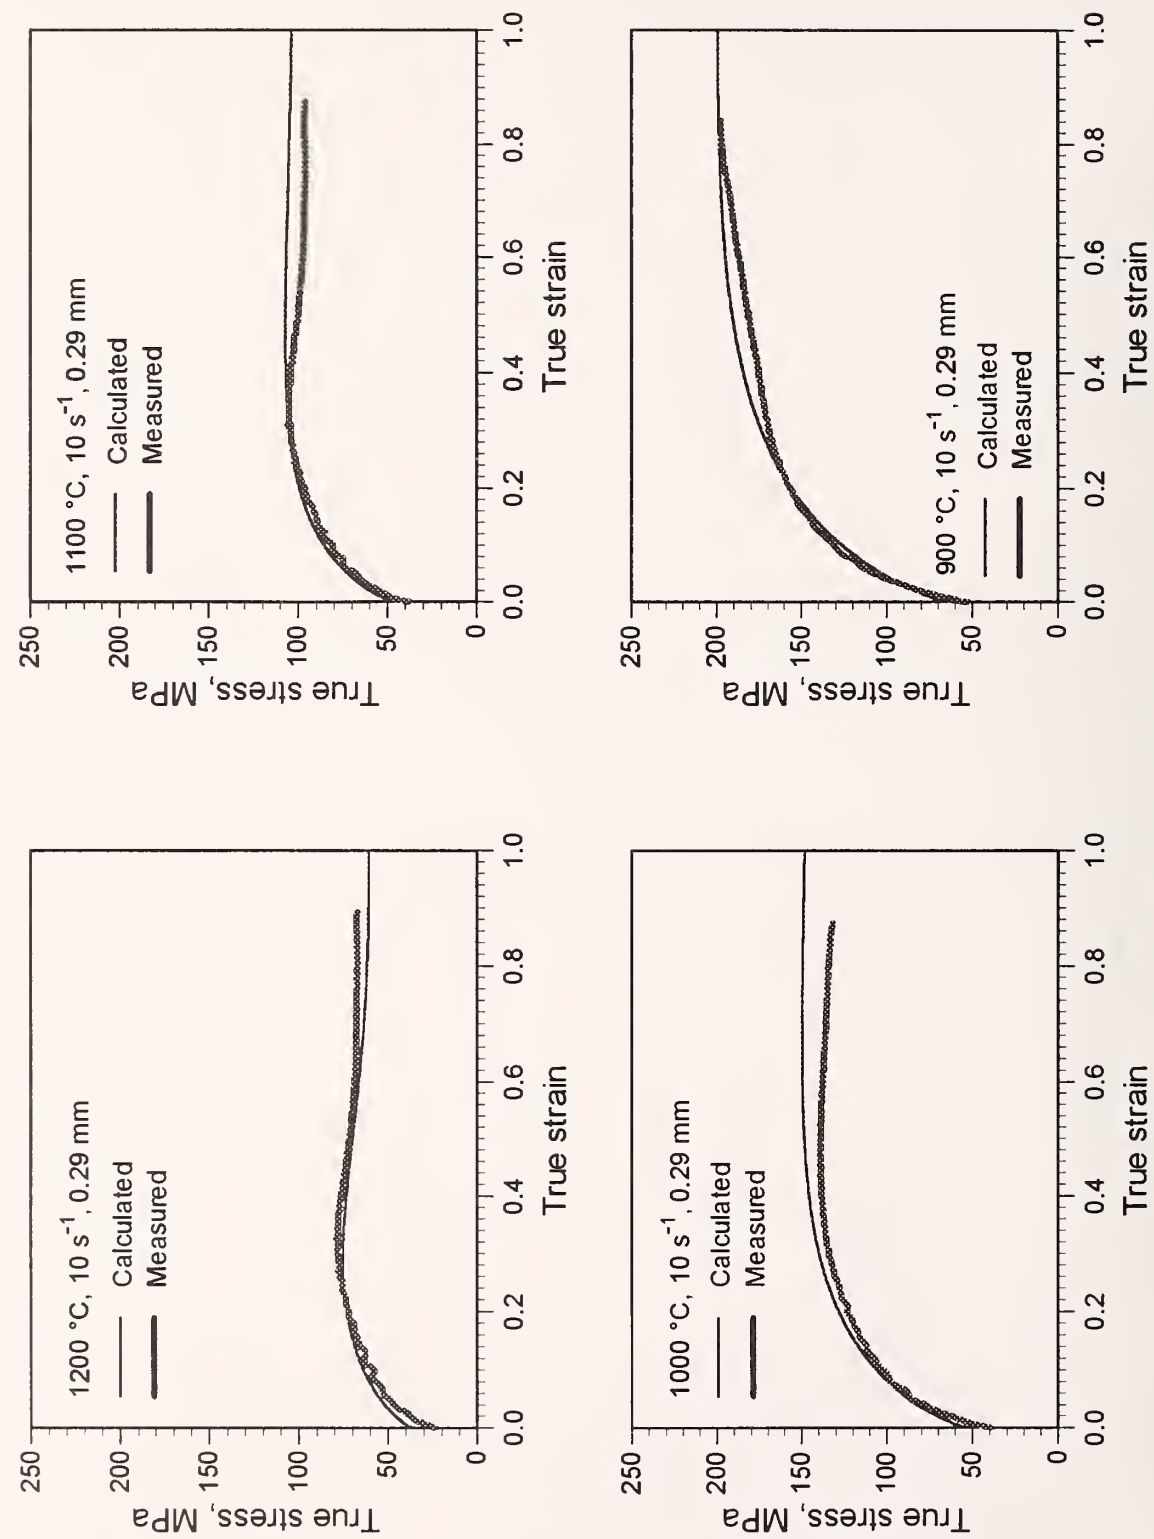 1200 °C, 10 s⁻¹, 0.29 mm
Calculated
Measured
True stress, MPa
250
200
150
100
50
0
0.0
0.2
0.4
0.6
0.8
1.0
True strain
1100 °C, 10 s⁻¹, 0.29 mm
Calculated
Measured
True stress, MPa
250
200
150
100
50
0
0.0
0.2
0.4
0.6
0.8
1.0
True strain
1000 °C, 10 s⁻¹, 0.29 mm
Calculated
Measured
True stress, MPa
250
200
150
100
50
0
0.0
0.2
0.4
0.6
0.8
1.0
True strain
900 °C, 10 s⁻¹, 0.29 mm
Calculated
Measured
True stress, MPa
250
200
150
100
50
0
0.0
0.2
0.4
0.6
0.8
1.0
True strain